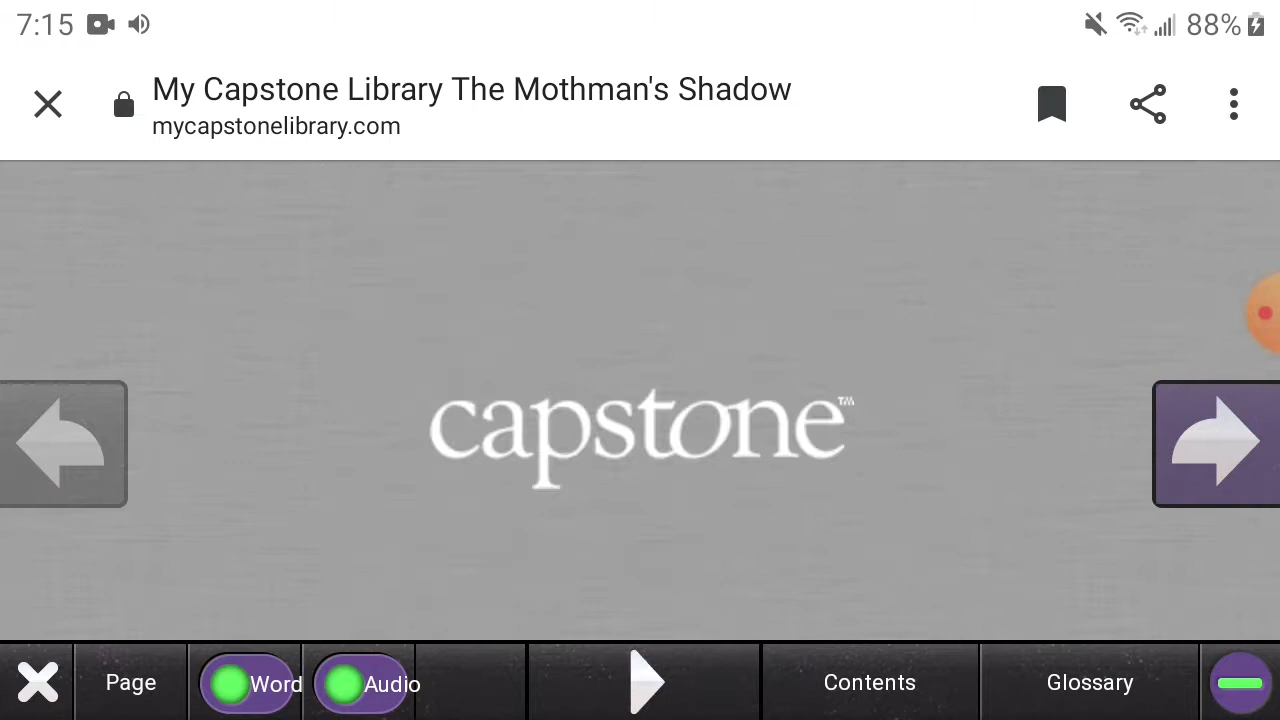 7:15 88%
My Capstone Library The Mothman's Shadow
mycapstonelibrary.com
capstone™
Page Word Audio Contents Glossary